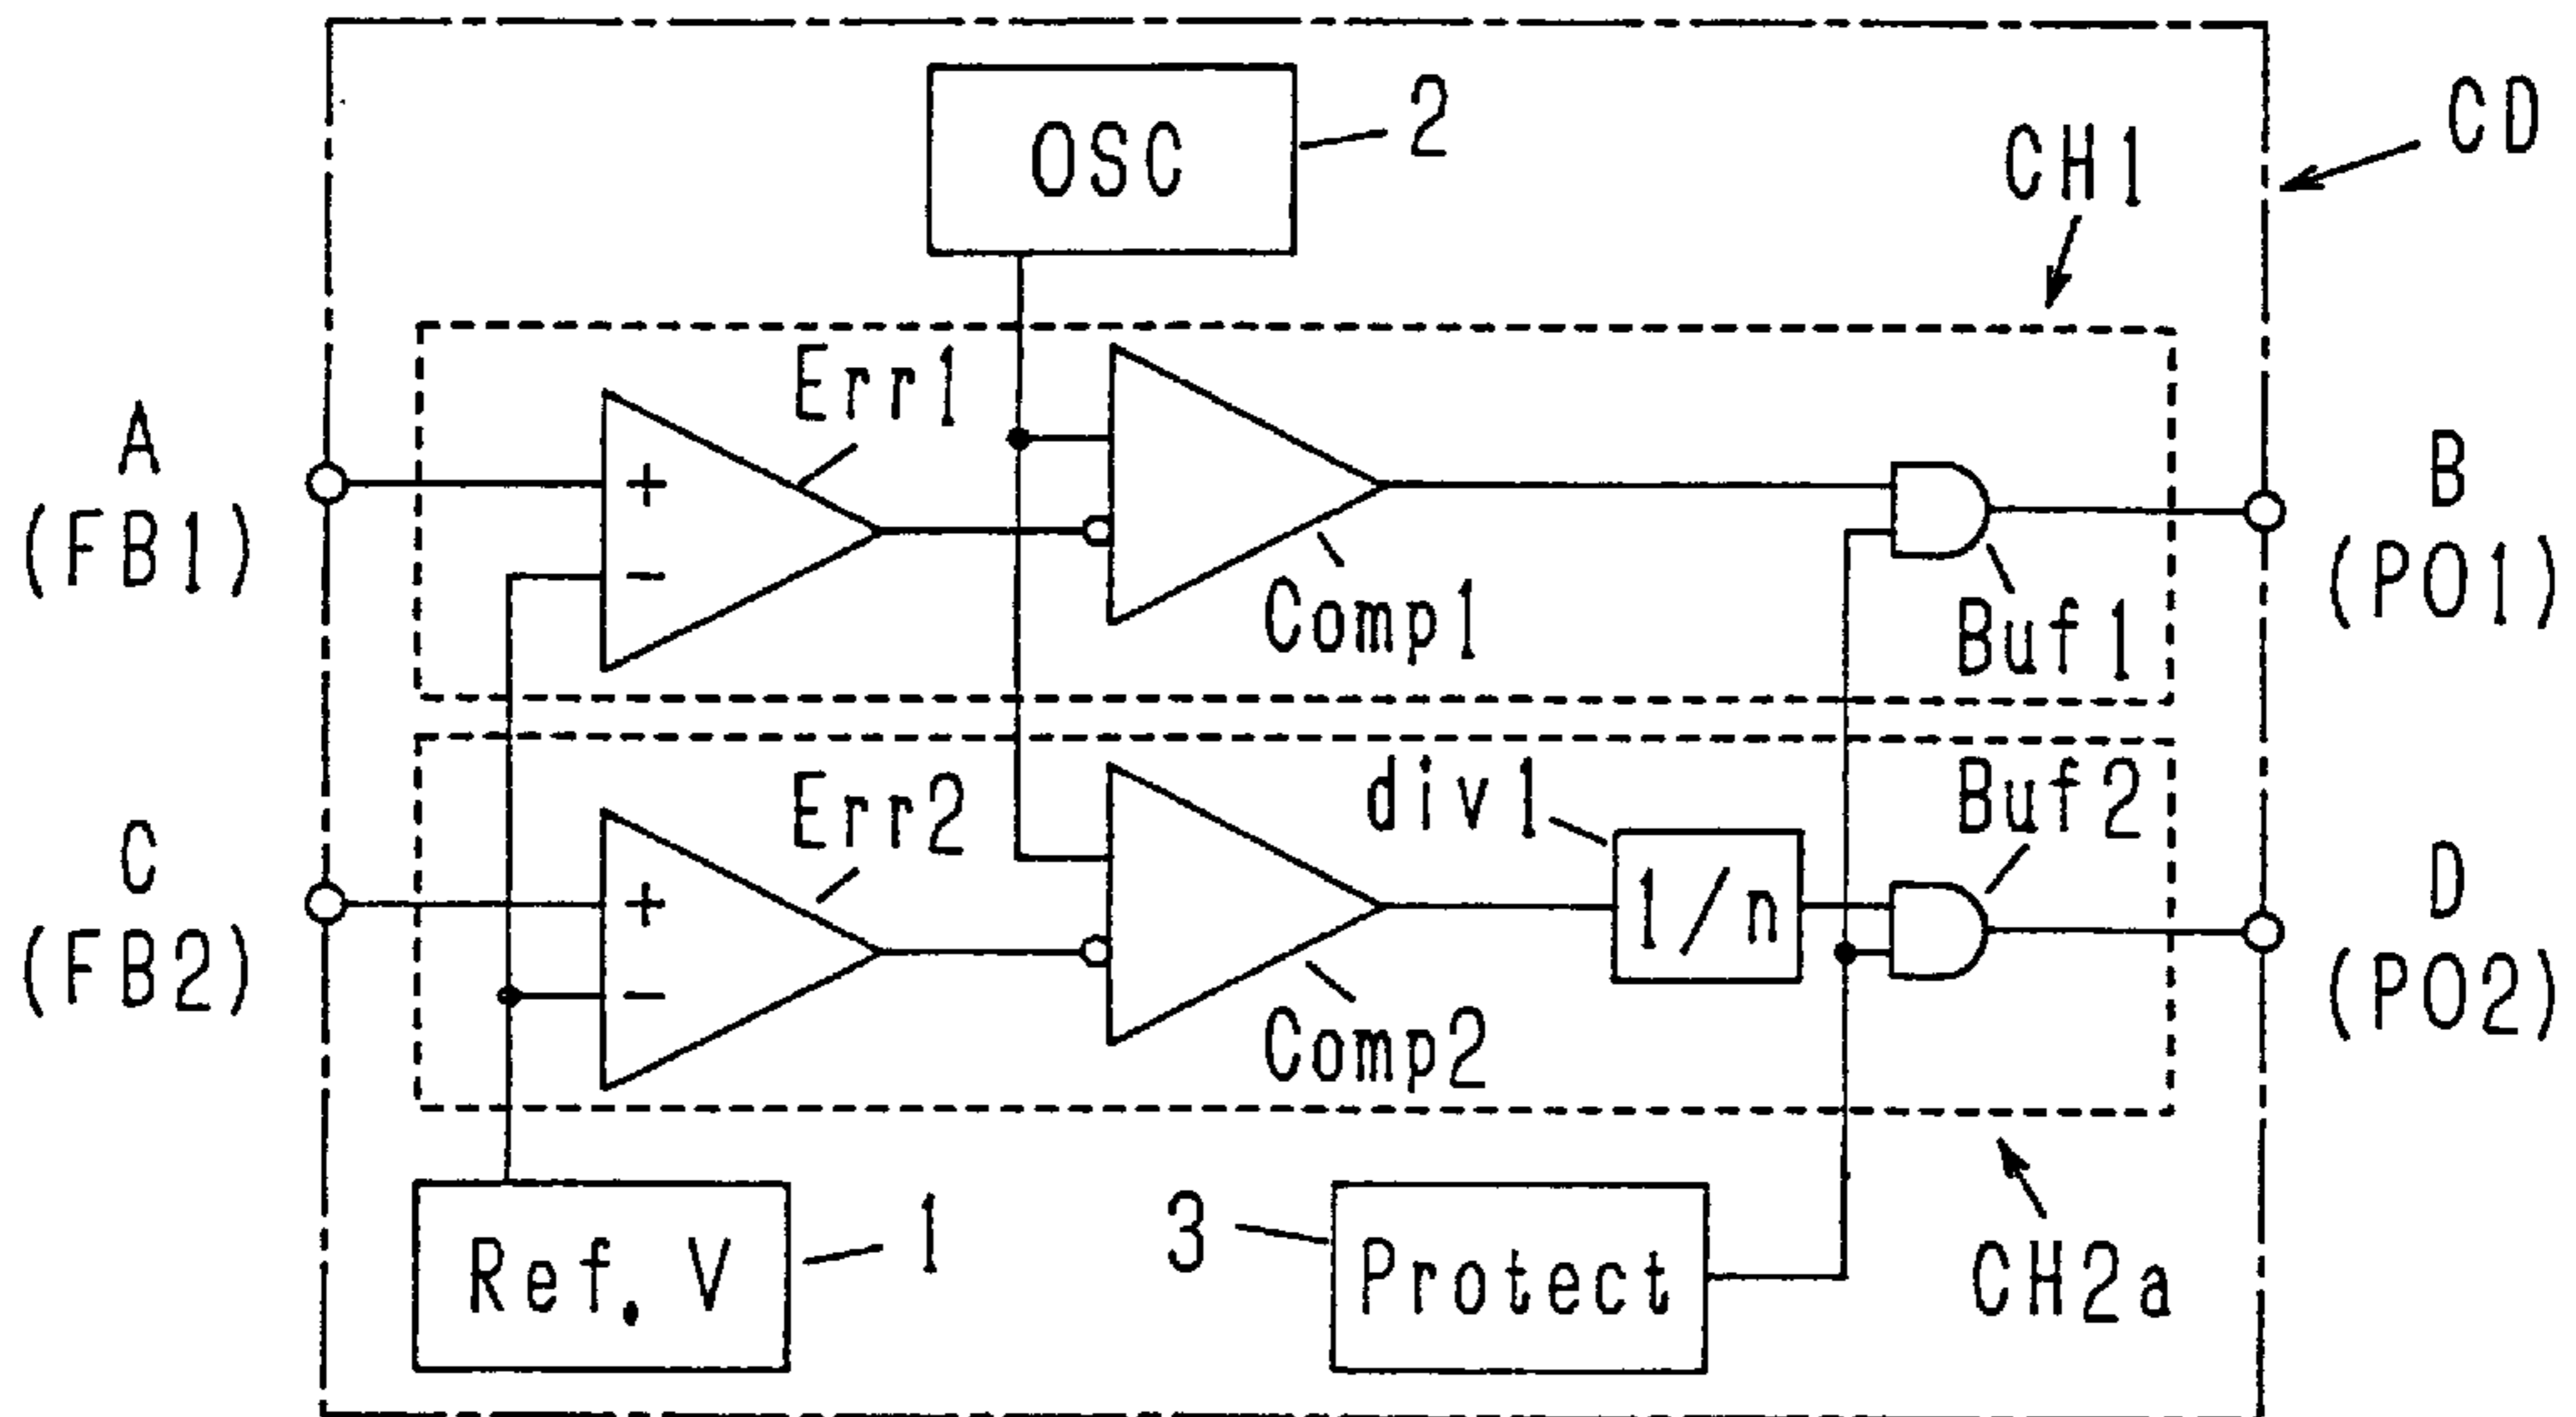 OSC
2
CH1
CD
A
(FB1)
Err1
+
-
Comp1
Buf1
B
(PO1)
C
(FB2)
Err2
+
-
Comp2
div1
1/n
Buf2
D
(PO2)
Ref.V
1
3
Protect
CH2a